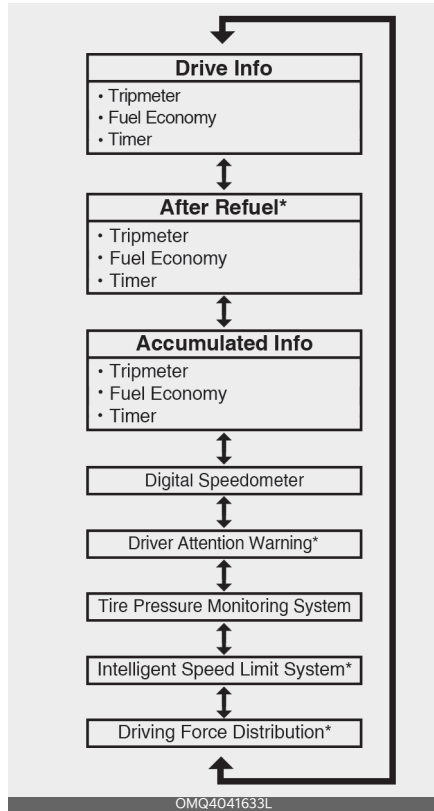 Drive Info
• Tripmeter
• Fuel Economy
• Timer
After Refuel*
• Tripmeter
• Fuel Economy
• Timer
Accumulated Info
• Tripmeter
• Fuel Economy
• Timer
Digital Speedometer
Driver Attention Warning*
Tire Pressure Monitoring System
Intelligent Speed Limit System*
Driving Force Distribution*
OMQ4041633L